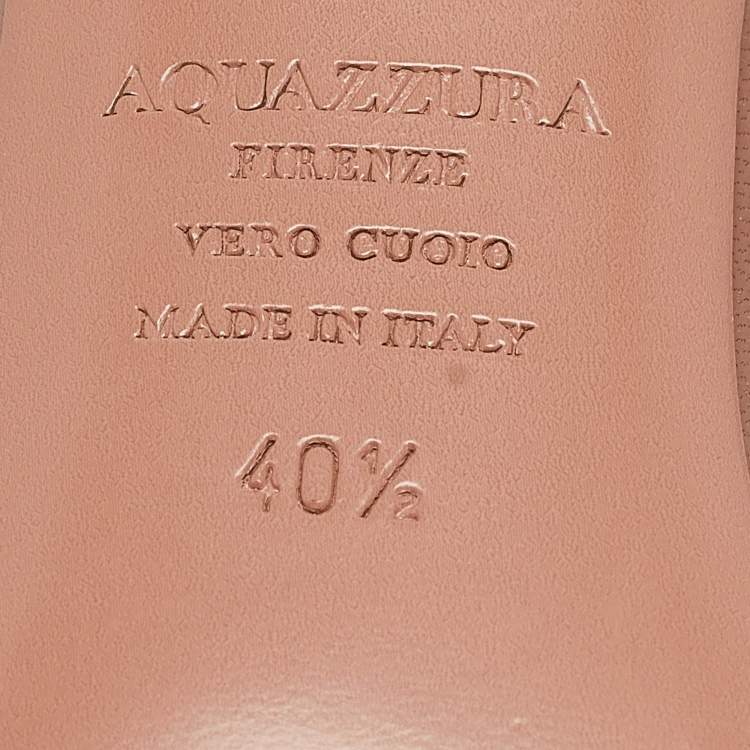 AQUAZZURA
FIRENZE
VERO CUOIO
MADE IN ITALY
40½